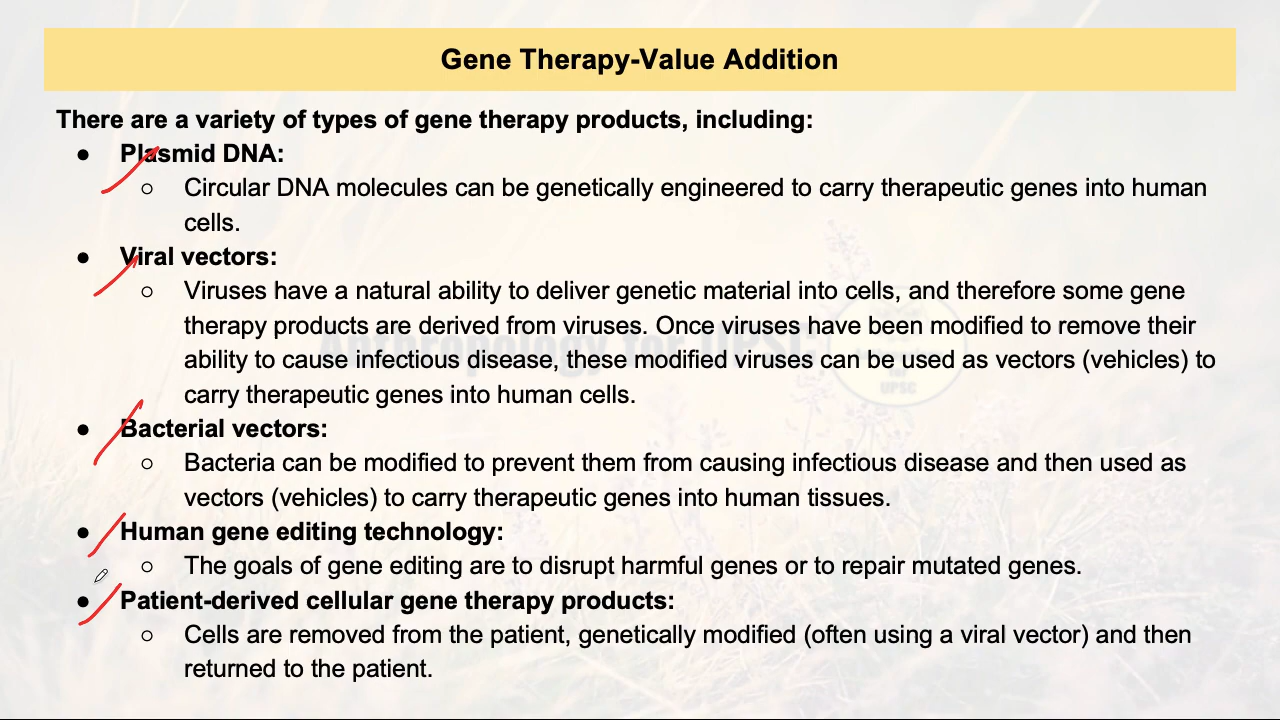 Gene Therapy-Value Addition
There are a variety of types of gene therapy products, including:
● Plasmid DNA:
○ Circular DNA molecules can be genetically engineered to carry therapeutic genes into human
cells.
● Viral vectors:
○ Viruses have a natural ability to deliver genetic material into cells, and therefore some gene
therapy products are derived from viruses. Once viruses have been modified to remove their
ability to cause infectious disease, these modified viruses can be used as vectors (vehicles) to
carry therapeutic genes into human cells.
● Bacterial vectors:
○ Bacteria can be modified to prevent them from causing infectious disease and then used as
vectors (vehicles) to carry therapeutic genes into human tissues.
● Human gene editing technology:
○ The goals of gene editing are to disrupt harmful genes or to repair mutated genes.
● Patient-derived cellular gene therapy products:
○ Cells are removed from the patient, genetically modified (often using a viral vector) and then
returned to the patient.
Anthropology for UPSC
for
UPSC